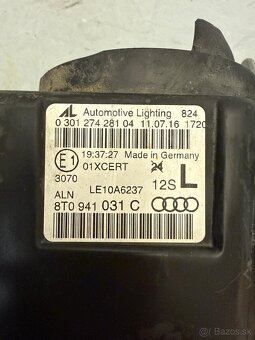 AL Automotive Lighting 824
0 301 274 281 04 11.07.16 1720
E1 19:37:27 Made in Germany
01XCERT 24
3070 12S L
ALN LE10A6237
8T0 941 031 C
bazos.sk